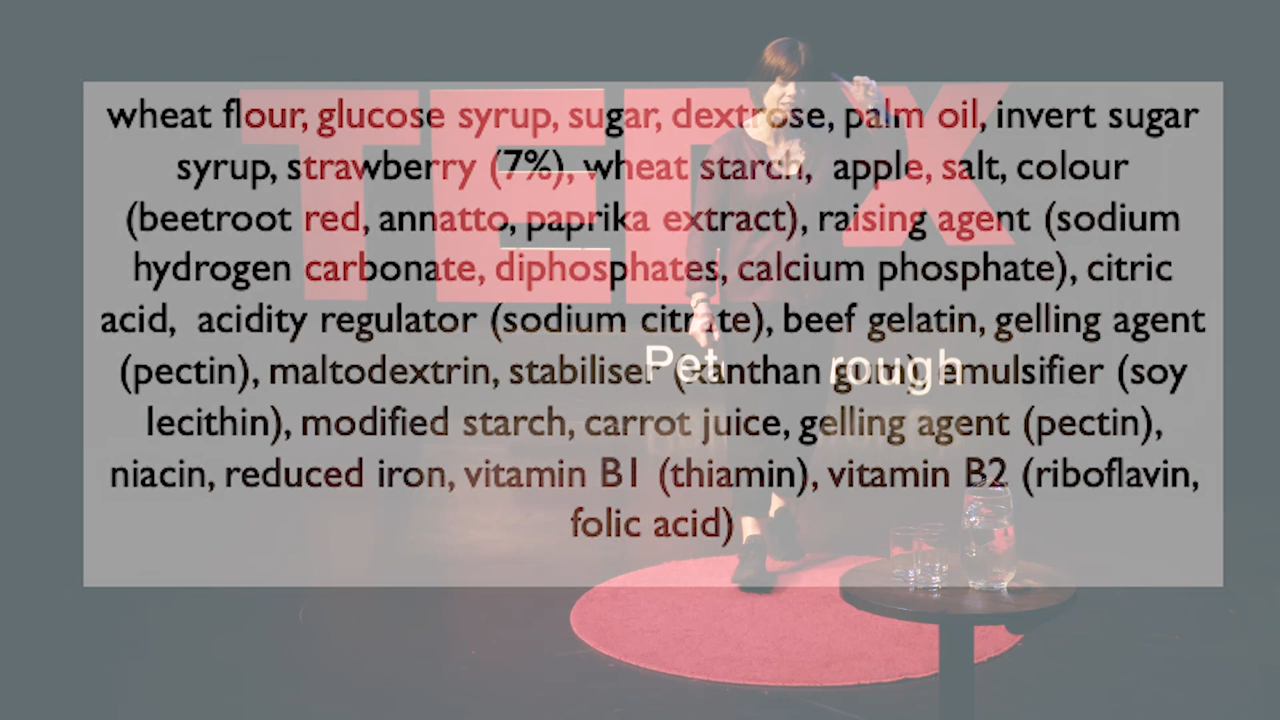 TEDX
wheat flour, glucose syrup, sugar, dextrose, palm oil, invert sugar
syrup, strawberry (7%), wheat starch, apple, salt, colour
(beetroot red, annatto, paprika extract), raising agent (sodium
hydrogen carbonate, diphosphates, calcium phosphate), citric
acid, acidity regulator (sodium citrate), beef gelatin, gelling agent
(pectin), maltodextrin, stabiliser (xanthan gum), emulsifier (soy
lecithin), modified starch, carrot juice, gelling agent (pectin),
niacin, reduced iron, vitamin B1 (thiamin), vitamin B2 (riboflavin,
folic acid)